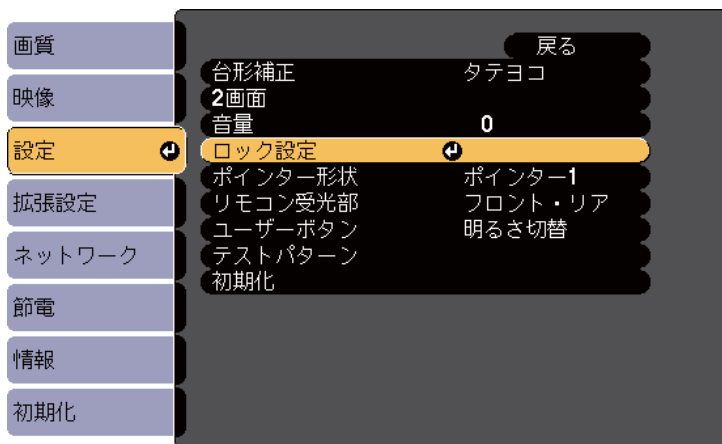 画質
映像
設定
拡張設定
ネットワーク
節電
情報
初期化
戻る
台形補正 タテヨコ
2画面
音量 0
ロック設定
ポインター形状 ポインター1
リモコン受光部 フロント・リア
ユーザーボタン 明るさ切替
テストパターン
初期化